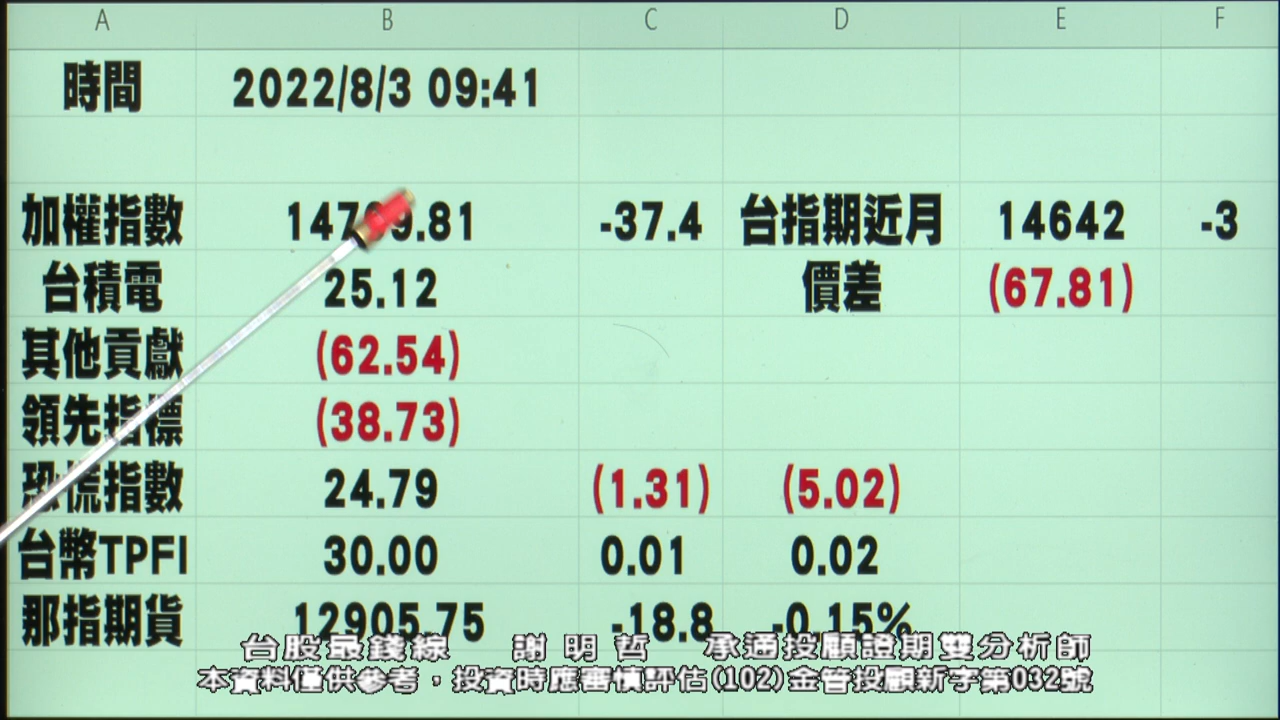 A B C D E F
時間 2022/8/3 09:41
加權指數 -37.4 台指期近月 14642 -3
台積電 25.12 價差 (67.81)
其他貢獻 (62.54)
領先指標 (38.73)
恐慌指數 24.79 (1.31) (5.02)
台幣TPFI 30.00 0.01 0.02
那指期貨 12905.75 -18.8 -0.15%
台股最錢線 謝明哲 承通投顧證期雙分析師
本資料僅供參考，投資時應審慎評估(102)金管投顧新字第032號